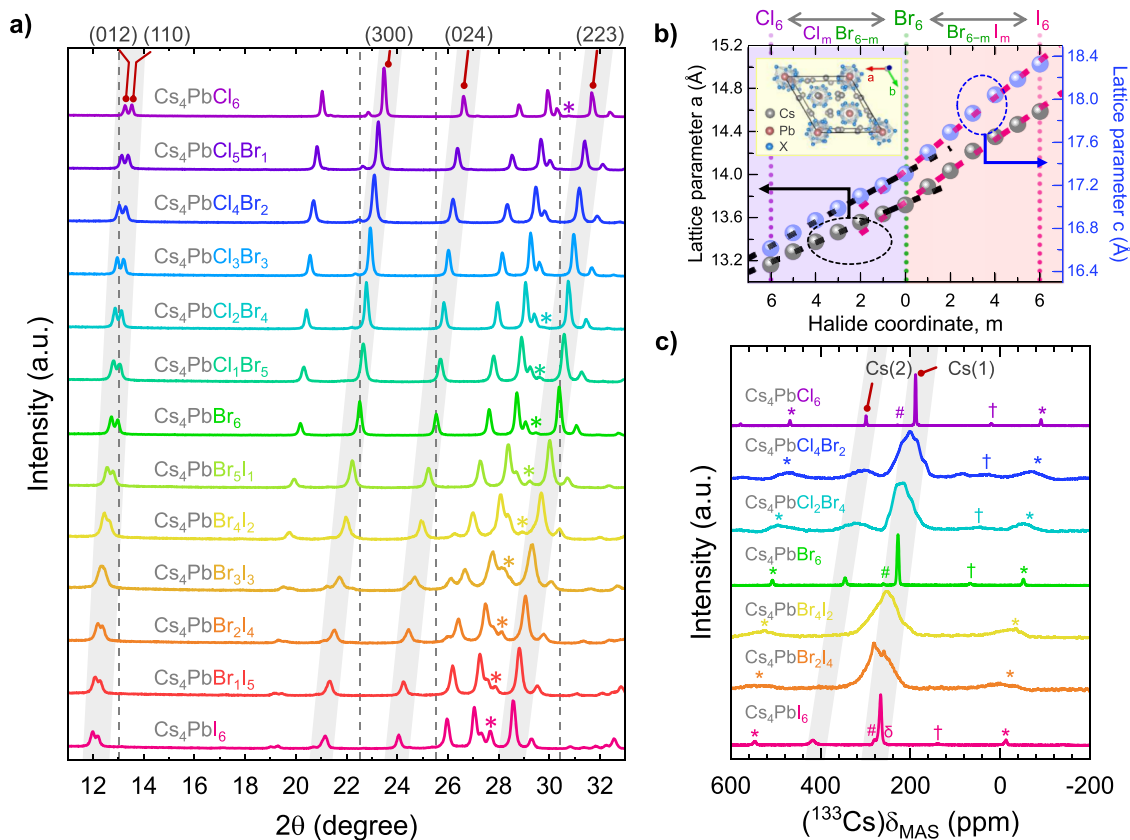 a)
(012) (110)
(300)
(024)
(223)
Cs₄PbCl₆
*
Cs₄PbCl₅Br₁
Cs₄PbCl₄Br₂
Cs₄PbCl₃Br₃
Cs₄PbCl₂Br₄
*
Cs₄PbCl₁Br₅
*
Cs₄PbBr₆
*
Cs₄PbBr₅I₁
*
Cs₄PbBr₄I₂
*
Cs₄PbBr₃I₃
*
Cs₄PbBr₂I₄
*
Cs₄PbBr₁I₅
*
Cs₄PbI₆
*
Intensity (a.u.)
12 14 16 18 20 22 24 26 28 30 32
2θ (degree)
b)
Cl₆ Br₆ I₆
ClₘBr₆₋ₘ Br₆₋ₘIₘ
15.2
14.8
14.4
14.0
13.6
13.2
Lattice parameter a (Å)
a
b
Cs
Pb
X
18.4
18.0
17.6
17.2
16.8
16.4
Lattice parameter c (Å)
6 4 2 0 2 4 6
Halide coordinate, m
c)
Cs(2) Cs(1)
Cs₄PbCl₆
* # † *
Cs₄PbCl₄Br₂
* † *
Cs₄PbCl₂Br₄
* † *
Cs₄PbBr₆
* # † *
Cs₄PbBr₄I₂
* *
Cs₄PbBr₂I₄
* *
Cs₄PbI₆
* # δ † *
Intensity (a.u.)
600 400 200 0 -200
(¹³³Cs)δMAS (ppm)